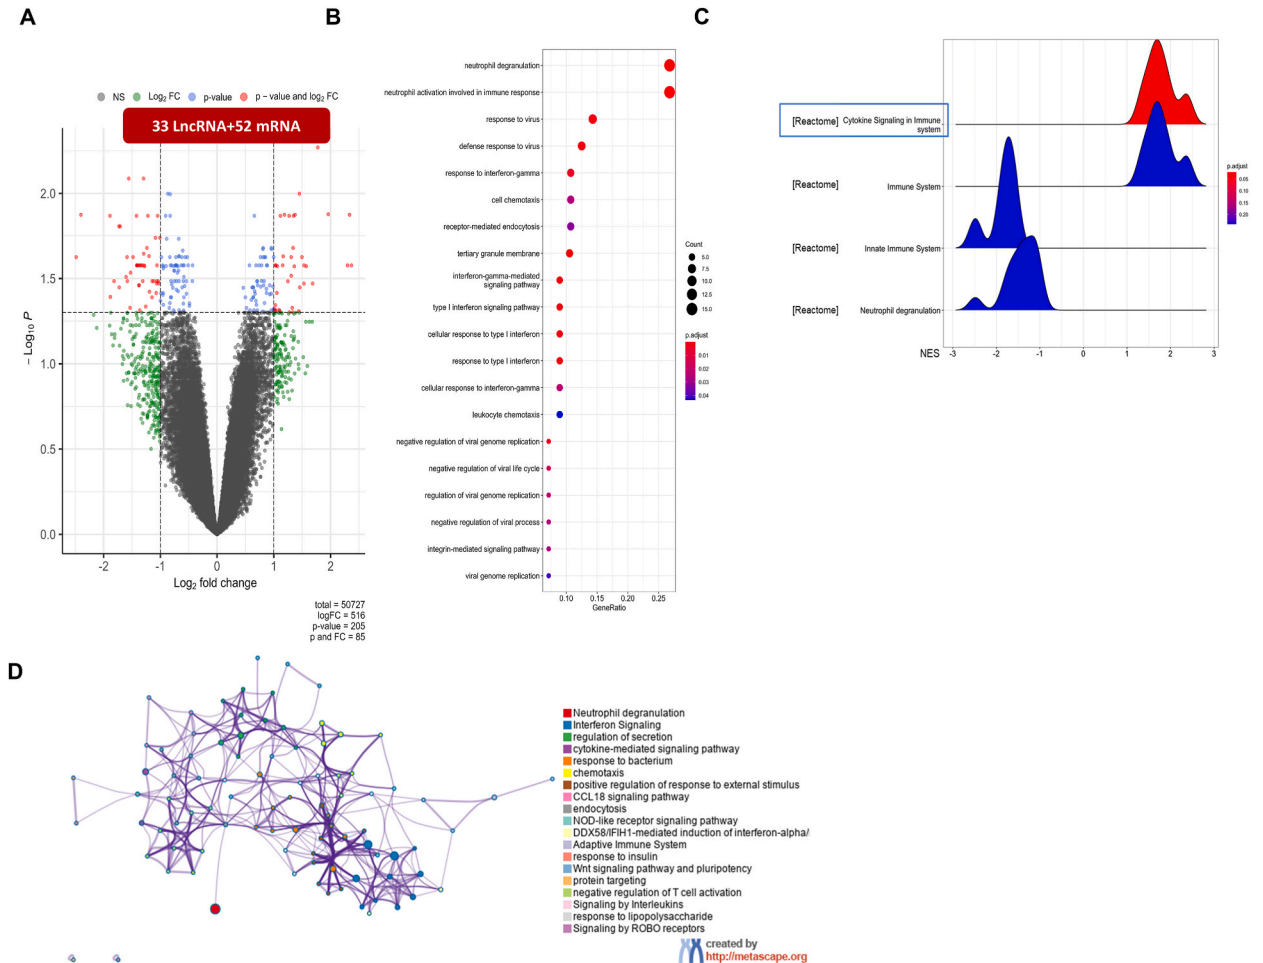 A
B
C
NS Log2 FC p-value p − value and log2 FC
33 LncRNA+52 mRNA
− Log10 P
2.0
1.5
1.0
0.5
0.0
-2 -1 0 1 2
Log2 fold change
total = 50727
logFC = 516
p-value = 205
p and FC = 85
neutrophil degranulation
neutrophil activation involved in immune response
response to virus
defense response to virus
response to interferon-gamma
cell chemotaxis
receptor-mediated endocytosis
tertiary granule membrane
interferon-gamma-mediated
signaling pathway
type I interferon signaling pathway
cellular response to type I interferon
response to type I interferon
cellular response to interferon-gamma
leukocyte chemotaxis
negative regulation of viral genome replication
negative regulation of viral life cycle
regulation of viral genome replication
negative regulation of viral process
integrin-mediated signaling pathway
viral genome replication
0.10 0.15 0.20 0.25
GeneRatio
Count
5.0
7.5
10.0
12.5
15.0
p.adjust
0.01
0.02
0.03
0.04
[Reactome] Cytokine Signaling in Immune
system
[Reactome] Immune System
[Reactome] Innate Immune System
[Reactome] Neutrophil degranulation
NES -3 -2 -1 0 1 2 3
p.adjust
0.05
0.10
0.15
0.20
D
Neutrophil degranulation
Interferon Signaling
regulation of secretion
cytokine-mediated signaling pathway
response to bacterium
chemotaxis
positive regulation of response to external stimulus
CCL18 signaling pathway
endocytosis
NOD-like receptor signaling pathway
DDX58/IFIH1-mediated induction of interferon-alpha/
Adaptive Immune System
response to insulin
Wnt signaling pathway and pluripotency
protein targeting
negative regulation of T cell activation
Signaling by Interleukins
response to lipopolysaccharide
Signaling by ROBO receptors
created by
http://metascape.org